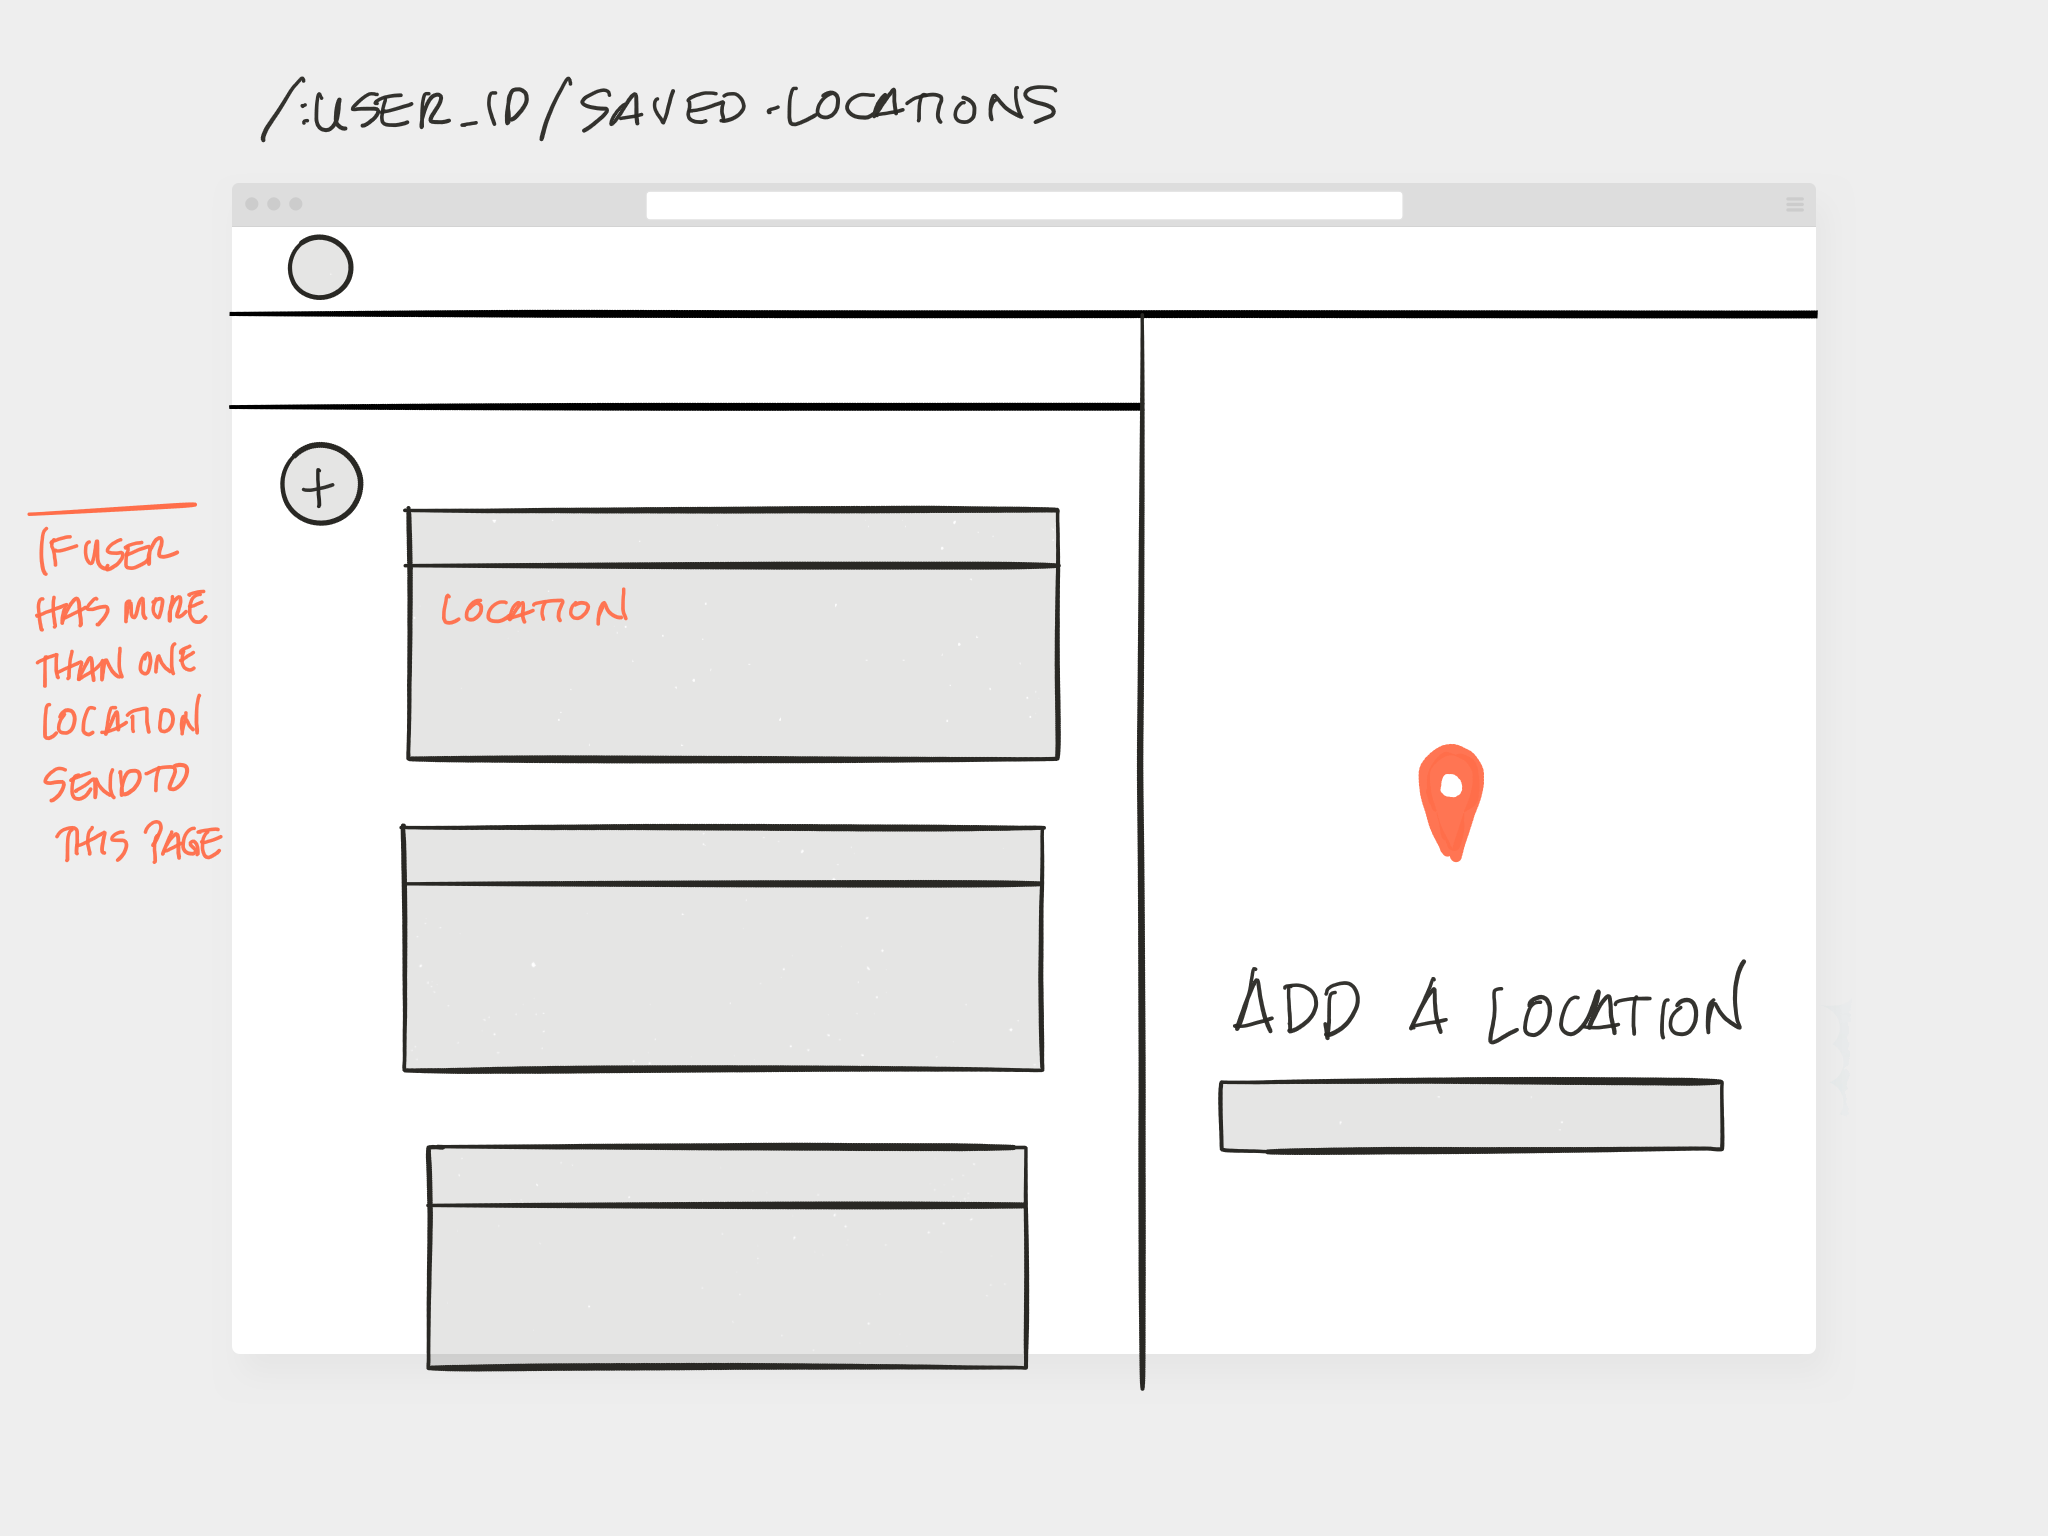 /:USER_ID/SAVED-LOCATIONS
+
IF USER
HAS MORE
THAN ONE
LOCATION
SEND TO
THIS PAGE
LOCATION
ADD A LOCATION